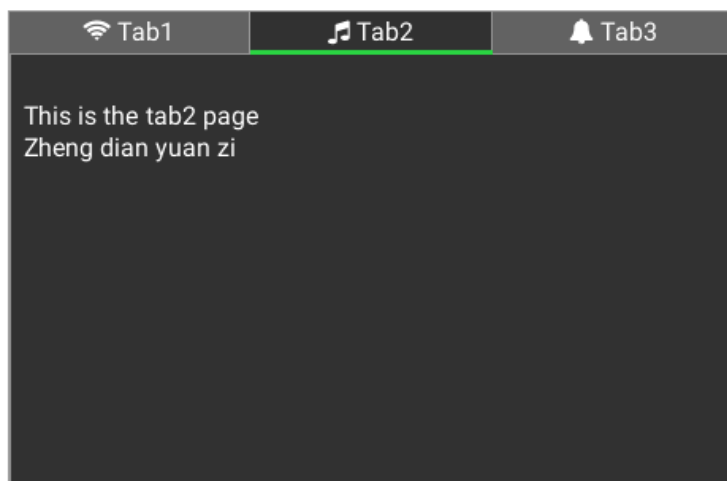 Tab1
Tab2
Tab3
This is the tab2 page
Zheng dian yuan zi